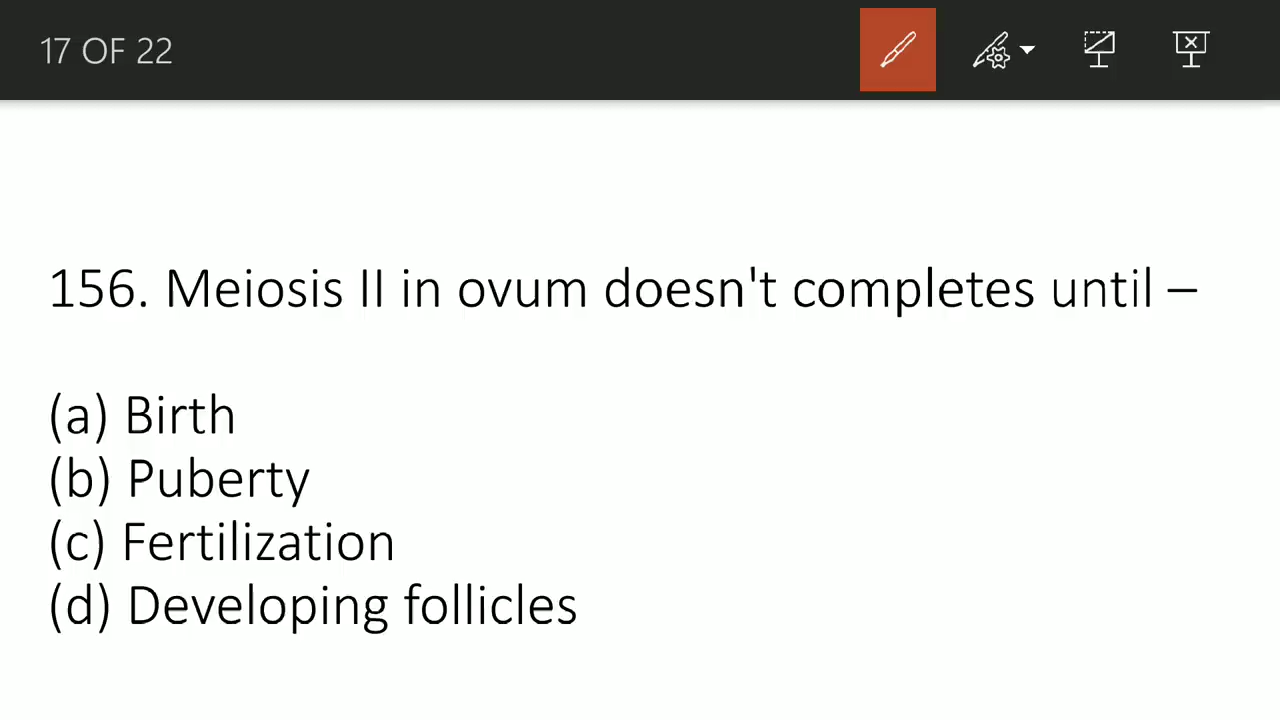 17 OF 22
156. Meiosis II in ovum doesn't completes until –
(a) Birth
(b) Puberty
(c) Fertilization
(d) Developing follicles